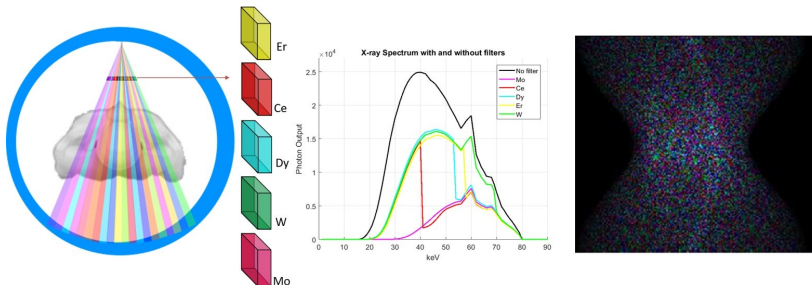 Er
Ce
Dy
W
Mo
X-ray Spectrum with and without filters
×10⁴
Photon Output
2.5
2
1.5
1
0.5
0
0 10 20 30 40 50 60 70 80 90
keV
No filter
Mo
Ce
Dy
Er
W